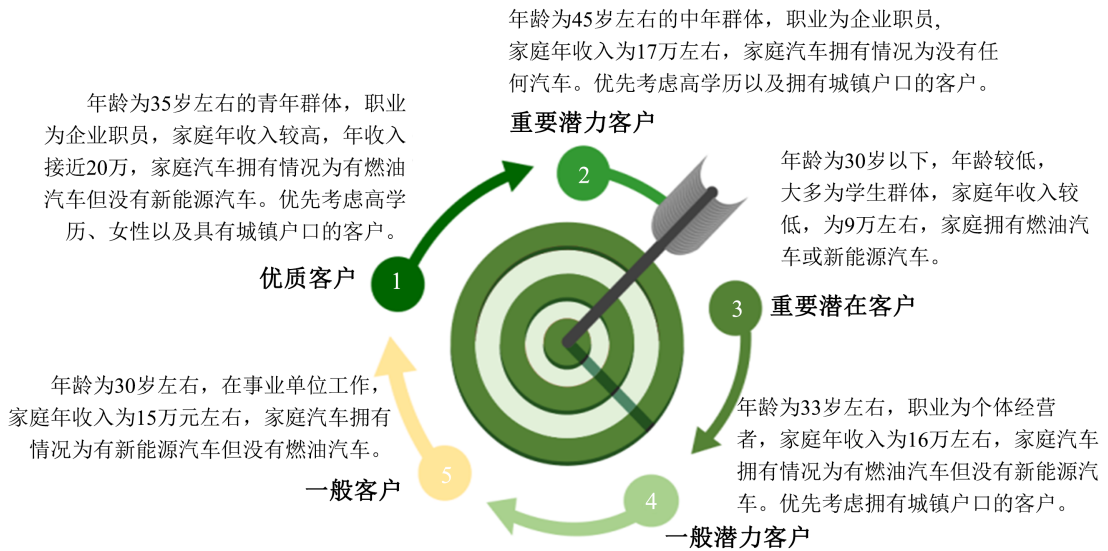 年龄为35岁左右的青年群体，职业
为企业职员，家庭年收入较高，年收入
接近20万，家庭汽车拥有情况为有燃油
汽车但没有新能源汽车。优先考虑高学
历、女性以及具有城镇户口的客户。
优质客户
1
年龄为45岁左右的中年群体，职业为企业职员,
家庭年收入为17万左右，家庭汽车拥有情况为没有任
何汽车。优先考虑高学历以及拥有城镇户口的客户。
重要潜力客户
2
年龄为30岁以下，年龄较低，
大多为学生群体，家庭年收入较
低，为9万左右，家庭拥有燃油汽
车或新能源汽车。
3
重要潜在客户
年龄为33岁左右，职业为个体经营
者，家庭年收入为16万左右，家庭汽车
拥有情况为有燃油汽车但没有新能源汽
车。优先考虑拥有城镇户口的客户。
4
一般潜力客户
年龄为30岁左右，在事业单位工作，
家庭年收入为15万元左右，家庭汽车拥有
情况为有新能源汽车但没有燃油汽车。
5
一般客户